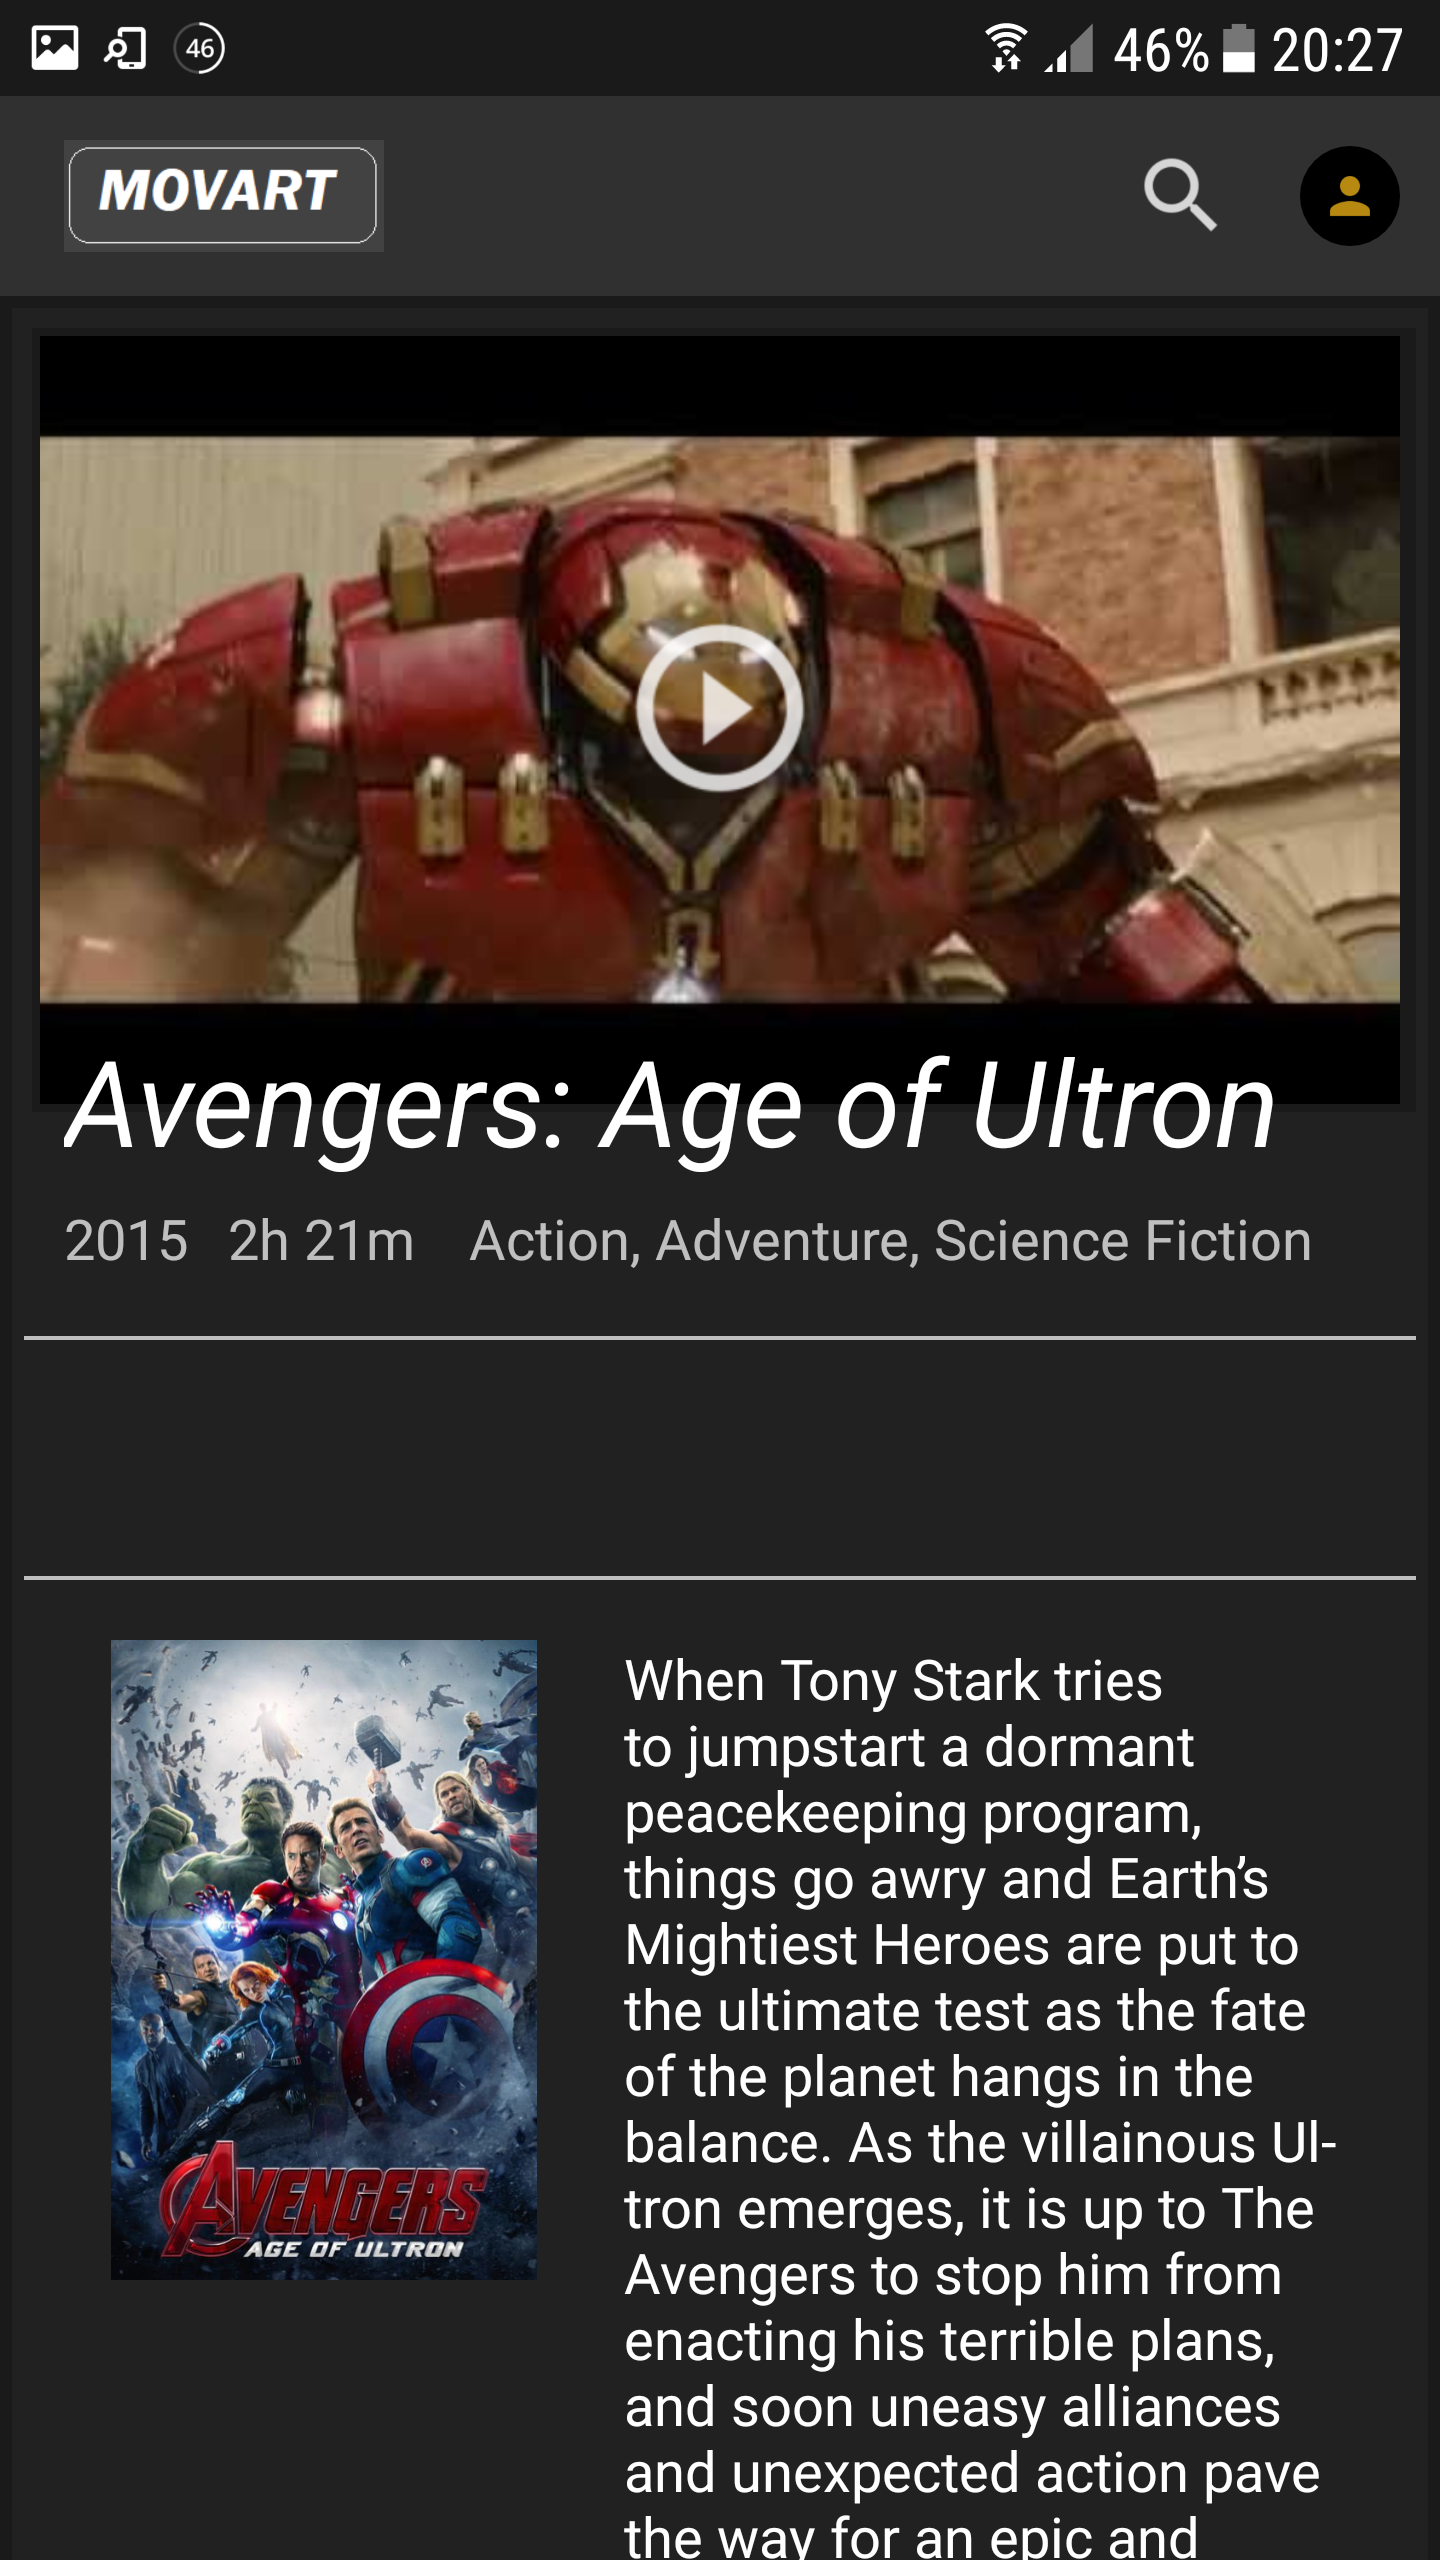 46
46% 20:27
MOVART
Avengers: Age of Ultron
2015 2h 21m Action, Adventure, Science Fiction
When Tony Stark tries
to jumpstart a dormant
peacekeeping program,
things go awry and Earth’s
Mightiest Heroes are put to
the ultimate test as the fate
of the planet hangs in the
balance. As the villainous Ul-
tron emerges, it is up to The
Avengers to stop him from
enacting his terrible plans,
and soon uneasy alliances
and unexpected action pave
the way for an epic and
AVENGERS
AGE OF ULTRON